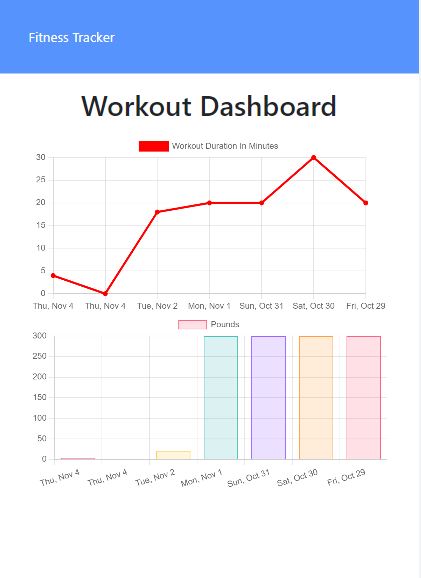 Fitness Tracker
Workout Dashboard
Workout Duration in Minutes
30
25
20
15
10
5
0
Thu, Nov 4 Thu, Nov 4 Tue, Nov 2 Mon, Nov 1 Sun, Oct 31 Sat, Oct 30 Fri, Oct 29
Pounds
300
250
200
150
100
50
0
Thu, Nov 4 Thu, Nov 4 Tue, Nov 2 Mon, Nov 1 Sun, Oct 31 Sat, Oct 30 Fri, Oct 29